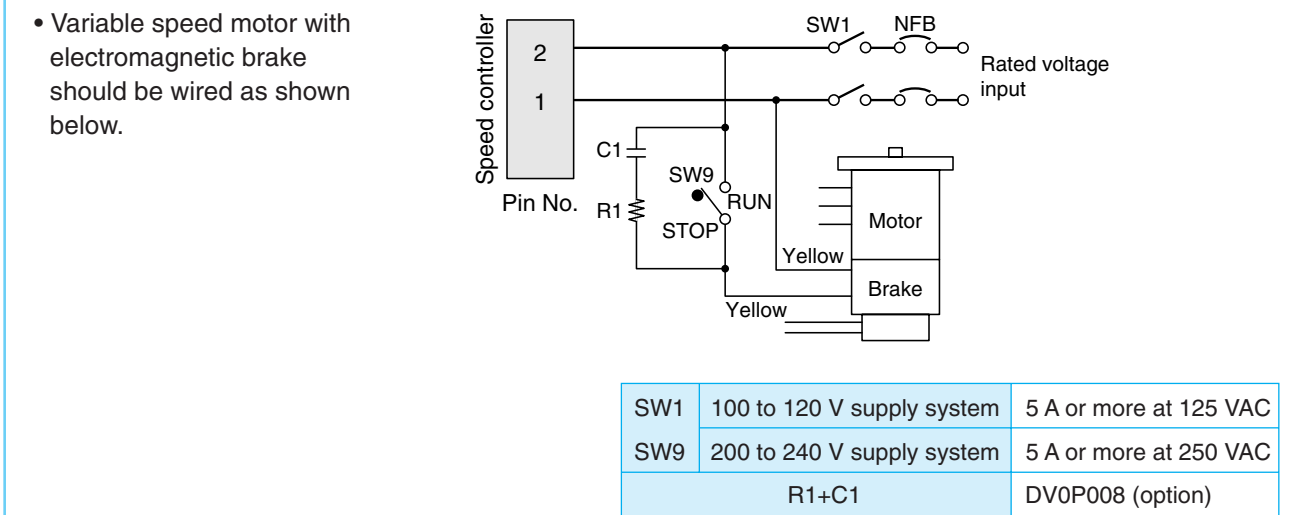 • Variable speed motor with
electromagnetic brake
should be wired as shown
below.
Speed controller
2
1
Pin No.
SW1
NFB
Rated voltage
input
C1
R1
SW9
RUN
STOP
Motor
Yellow
Brake
Yellow
SW1 100 to 120 V supply system 5 A or more at 125 VAC
SW9 200 to 240 V supply system 5 A or more at 250 VAC
R1+C1 DV0P008 (option)